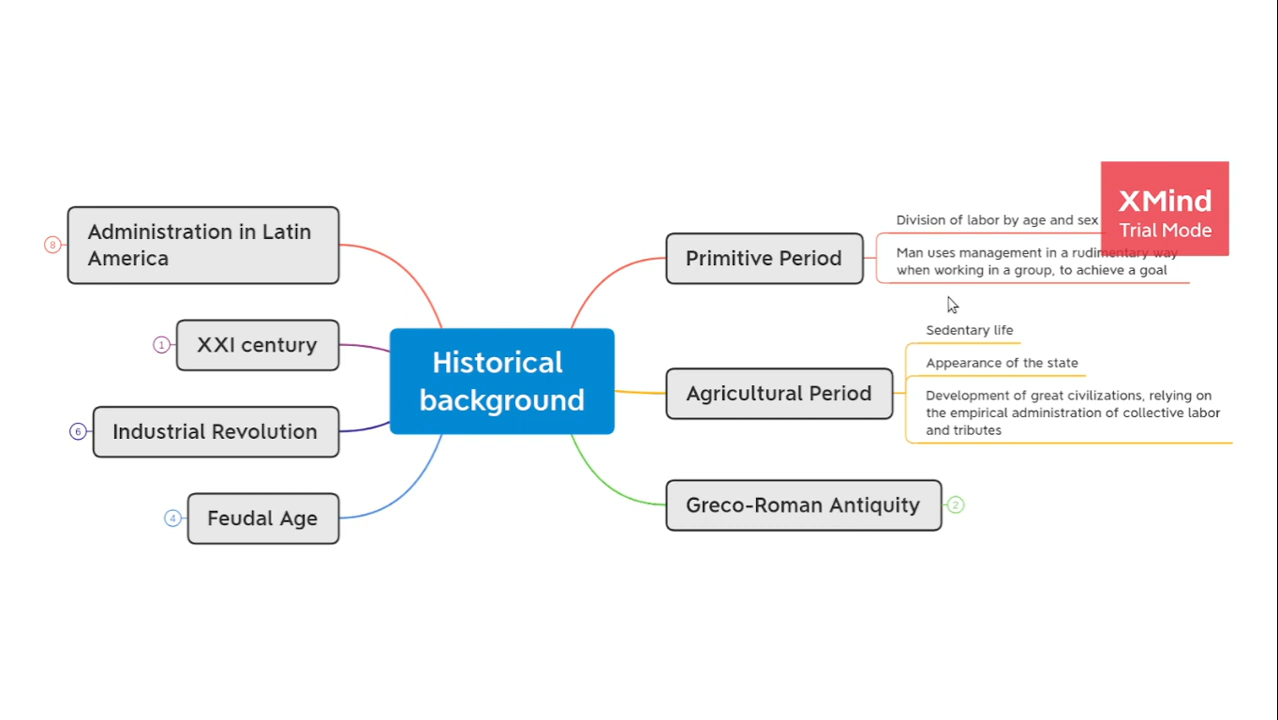 Historical
background
Primitive Period
Division of labor by age and sex
Man uses management in a rudimentary way
when working in a group, to achieve a goal
Agricultural Period
Sedentary life
Appearance of the state
Development of great civilizations, relying on
the empirical administration of collective labor
and tributes
Greco-Roman Antiquity
2
Administration in Latin
America
8
XXI century
1
Industrial Revolution
6
Feudal Age
4
XMind
Trial Mode